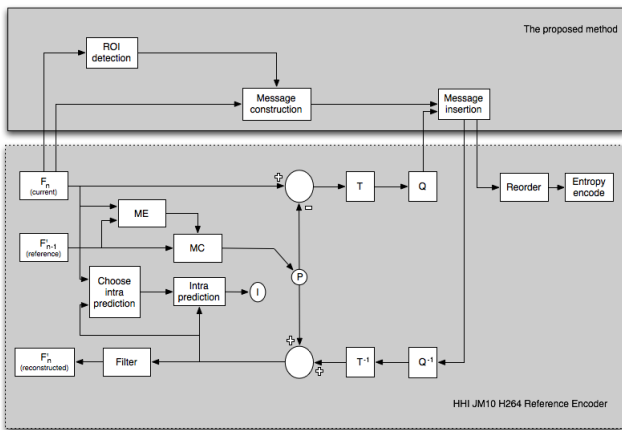 The proposed method
ROI
detection
Message
construction
Message
insertion
Fn
(current)
+
−
T
Q
Reorder
Entropy
encode
ME
F'n-1
(reference)
MC
P
Choose
intra
prediction
Intra
prediction
I
F'n
(reconstructed)
Filter
+
+
T-1
Q-1
HHI JM10 H264 Reference Encoder